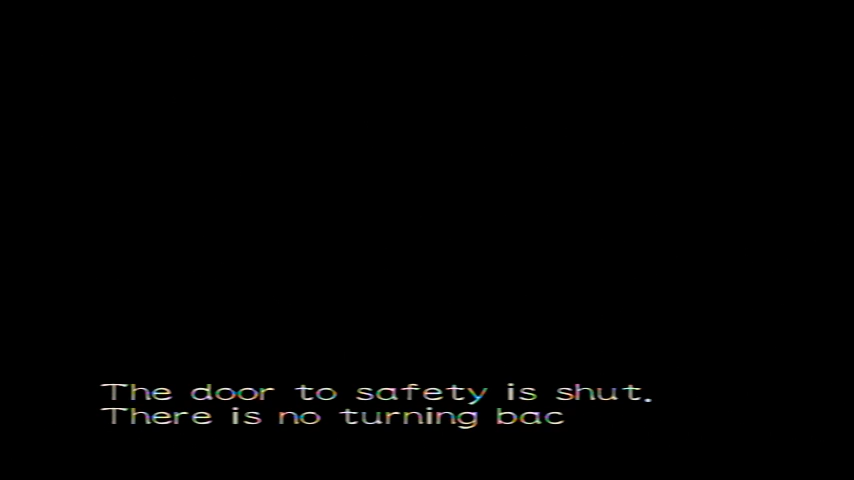 The door to safety is shut.
There is no turning bac